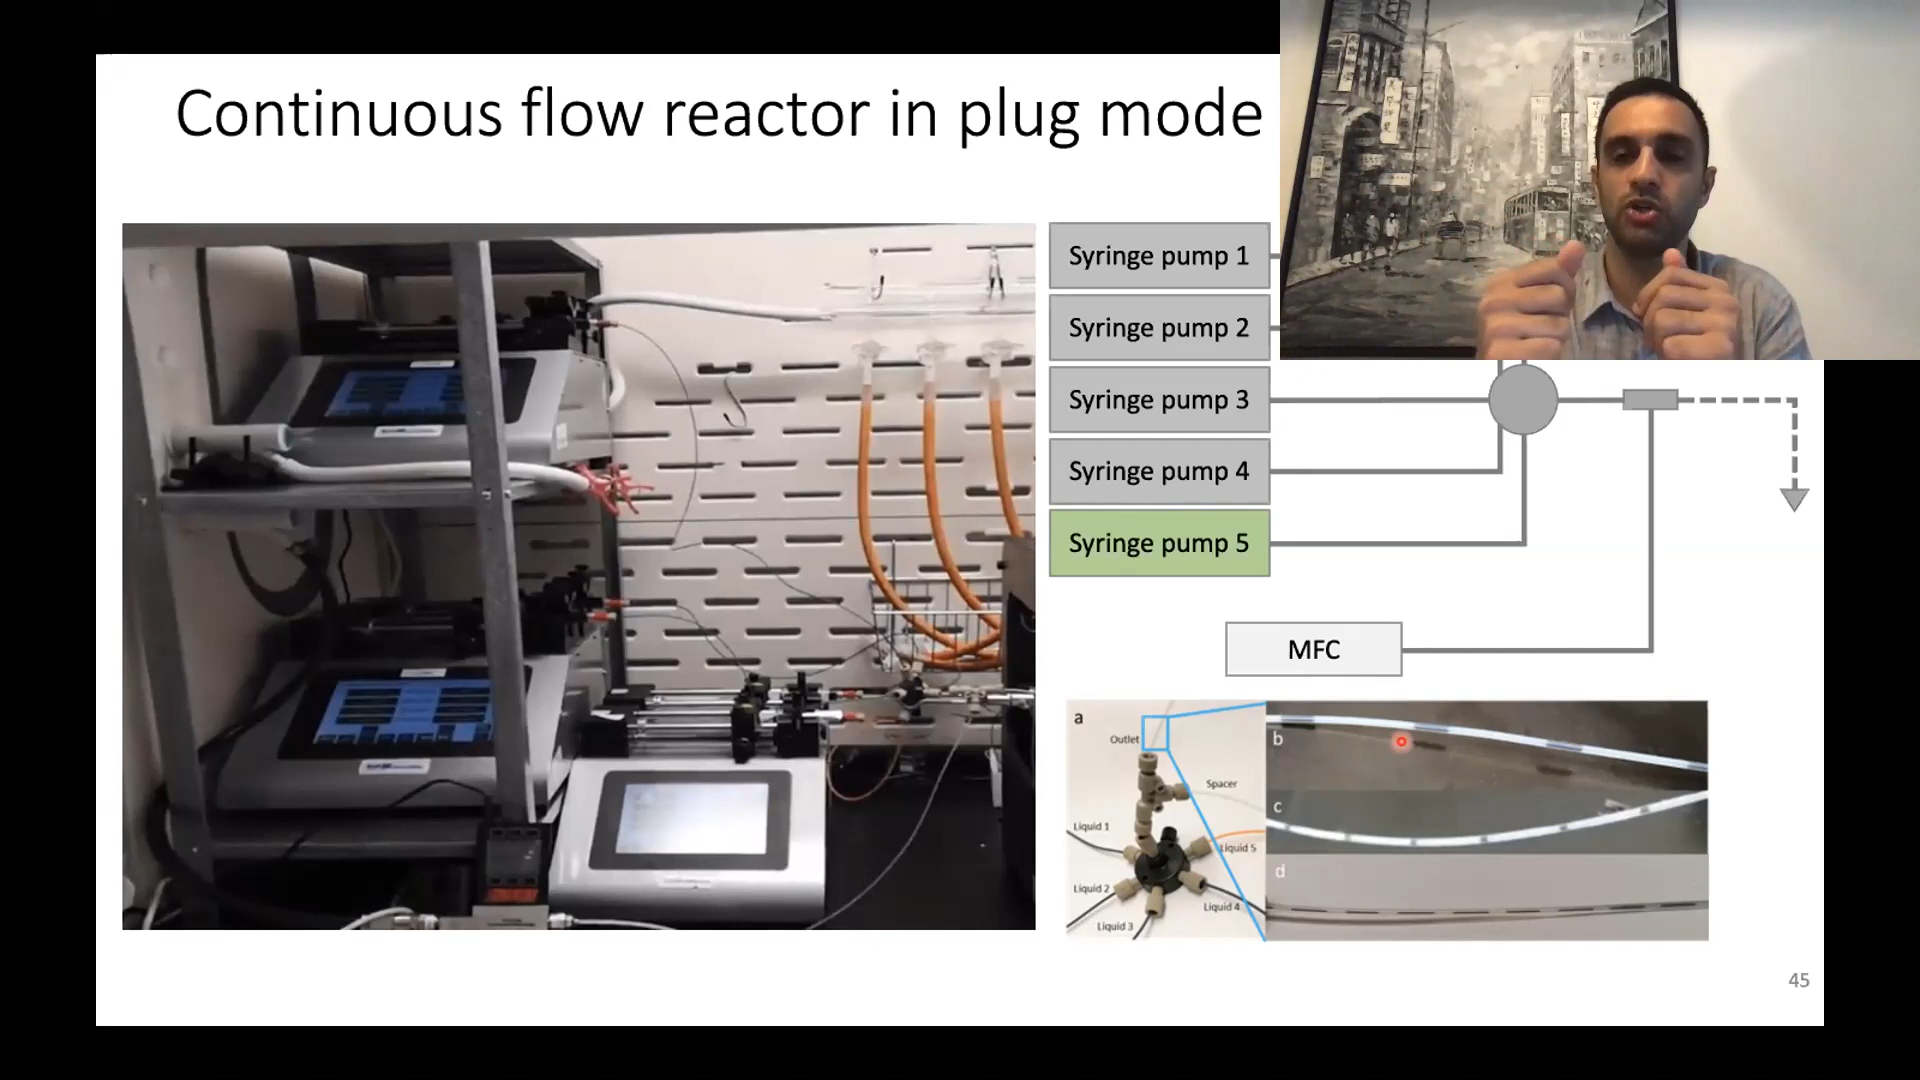 Continuous flow reactor in plug mode
Syringe pump 1
Syringe pump 2
Syringe pump 3
Syringe pump 4
Syringe pump 5
MFC
a
Outlet
Spacer
Liquid 1
Liquid 5
Liquid 2
Liquid 4
Liquid 3
b
c
d
45